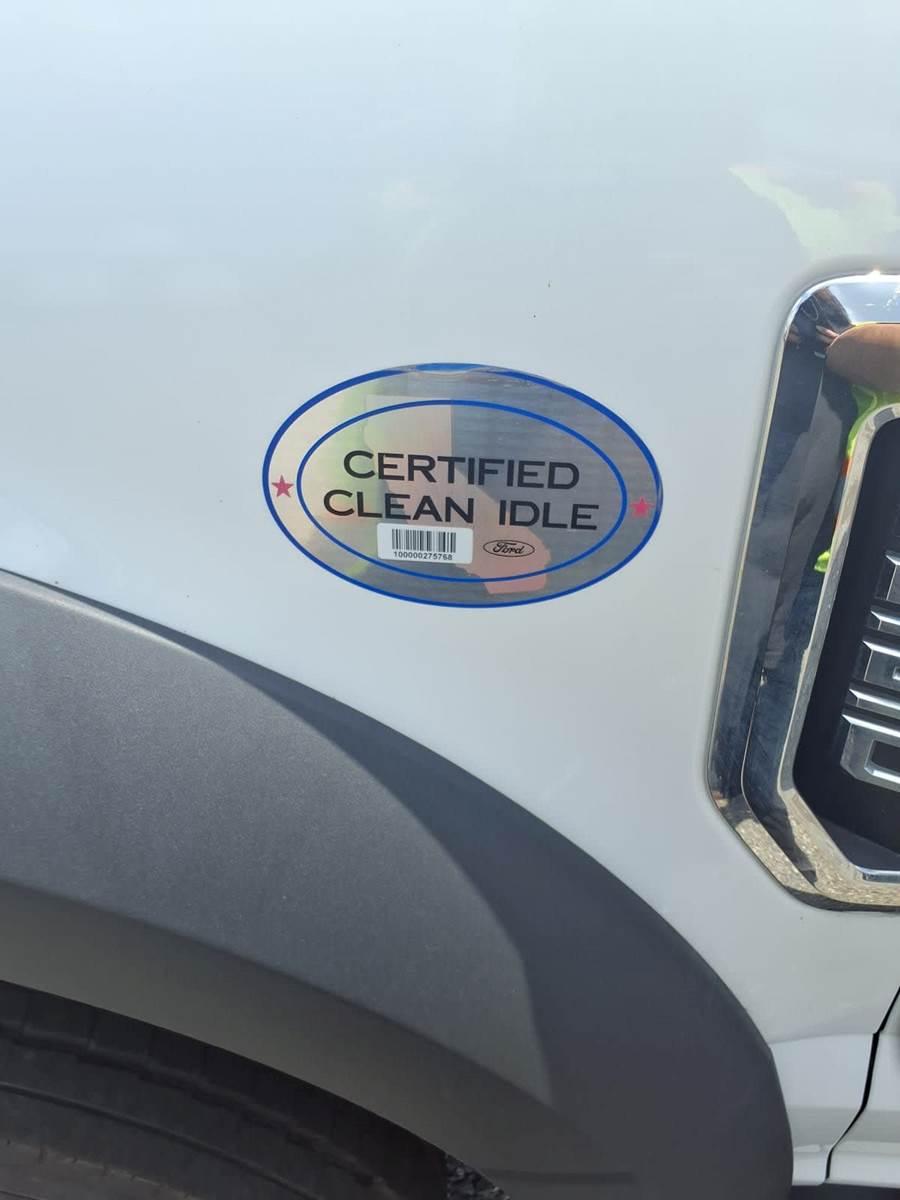 CERTIFIED
CLEAN IDLE
100000275768
Ford